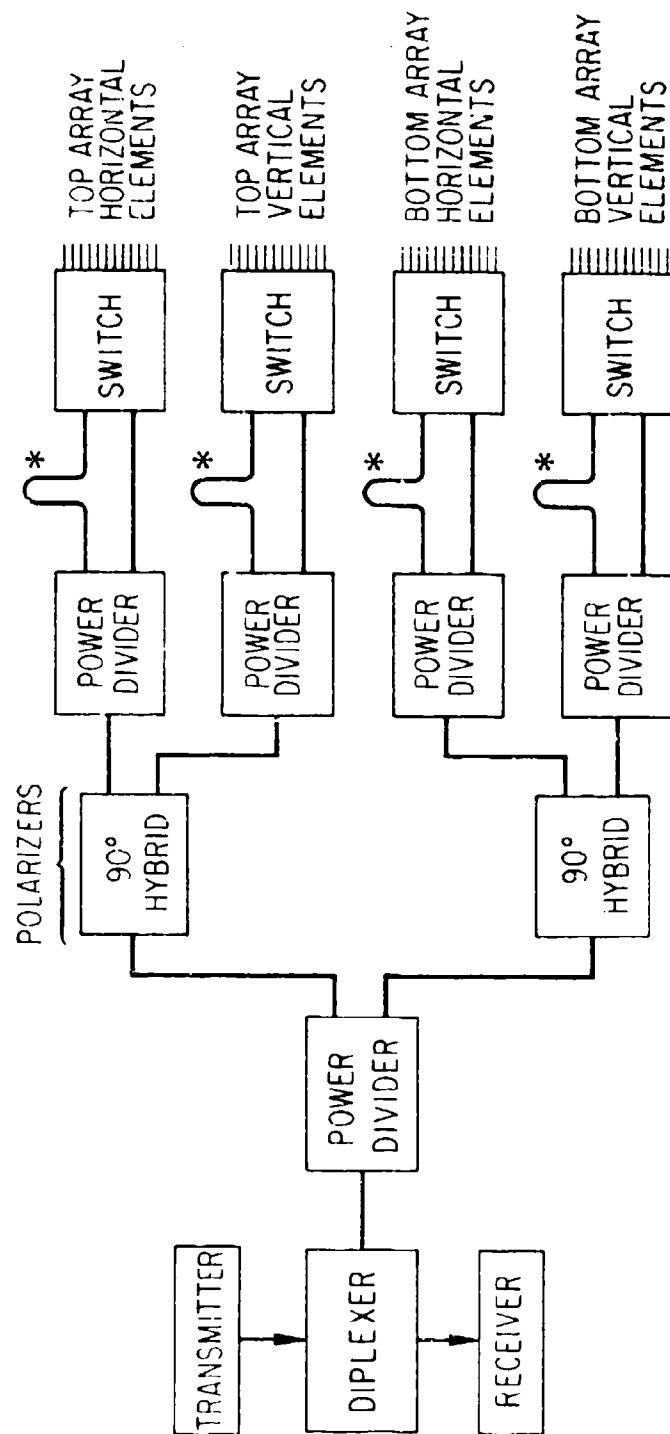 TRANSMITTER
DIPLEXER
RECEIVER
POWER
DIVIDER
POLARIZERS
90°
HYBRID
90°
HYBRID
POWER
DIVIDER
*
SWITCH
TOP ARRAY
HORIZONTAL
ELEMENTS
POWER
DIVIDER
*
SWITCH
TOP ARRAY
VERTICAL
ELEMENTS
POWER
DIVIDER
*
SWITCH
BOTTOM ARRAY
HORIZONTAL
ELEMENTS
POWER
DIVIDER
*
SWITCH
BOTTOM ARRAY
VERTICAL
ELEMENTS